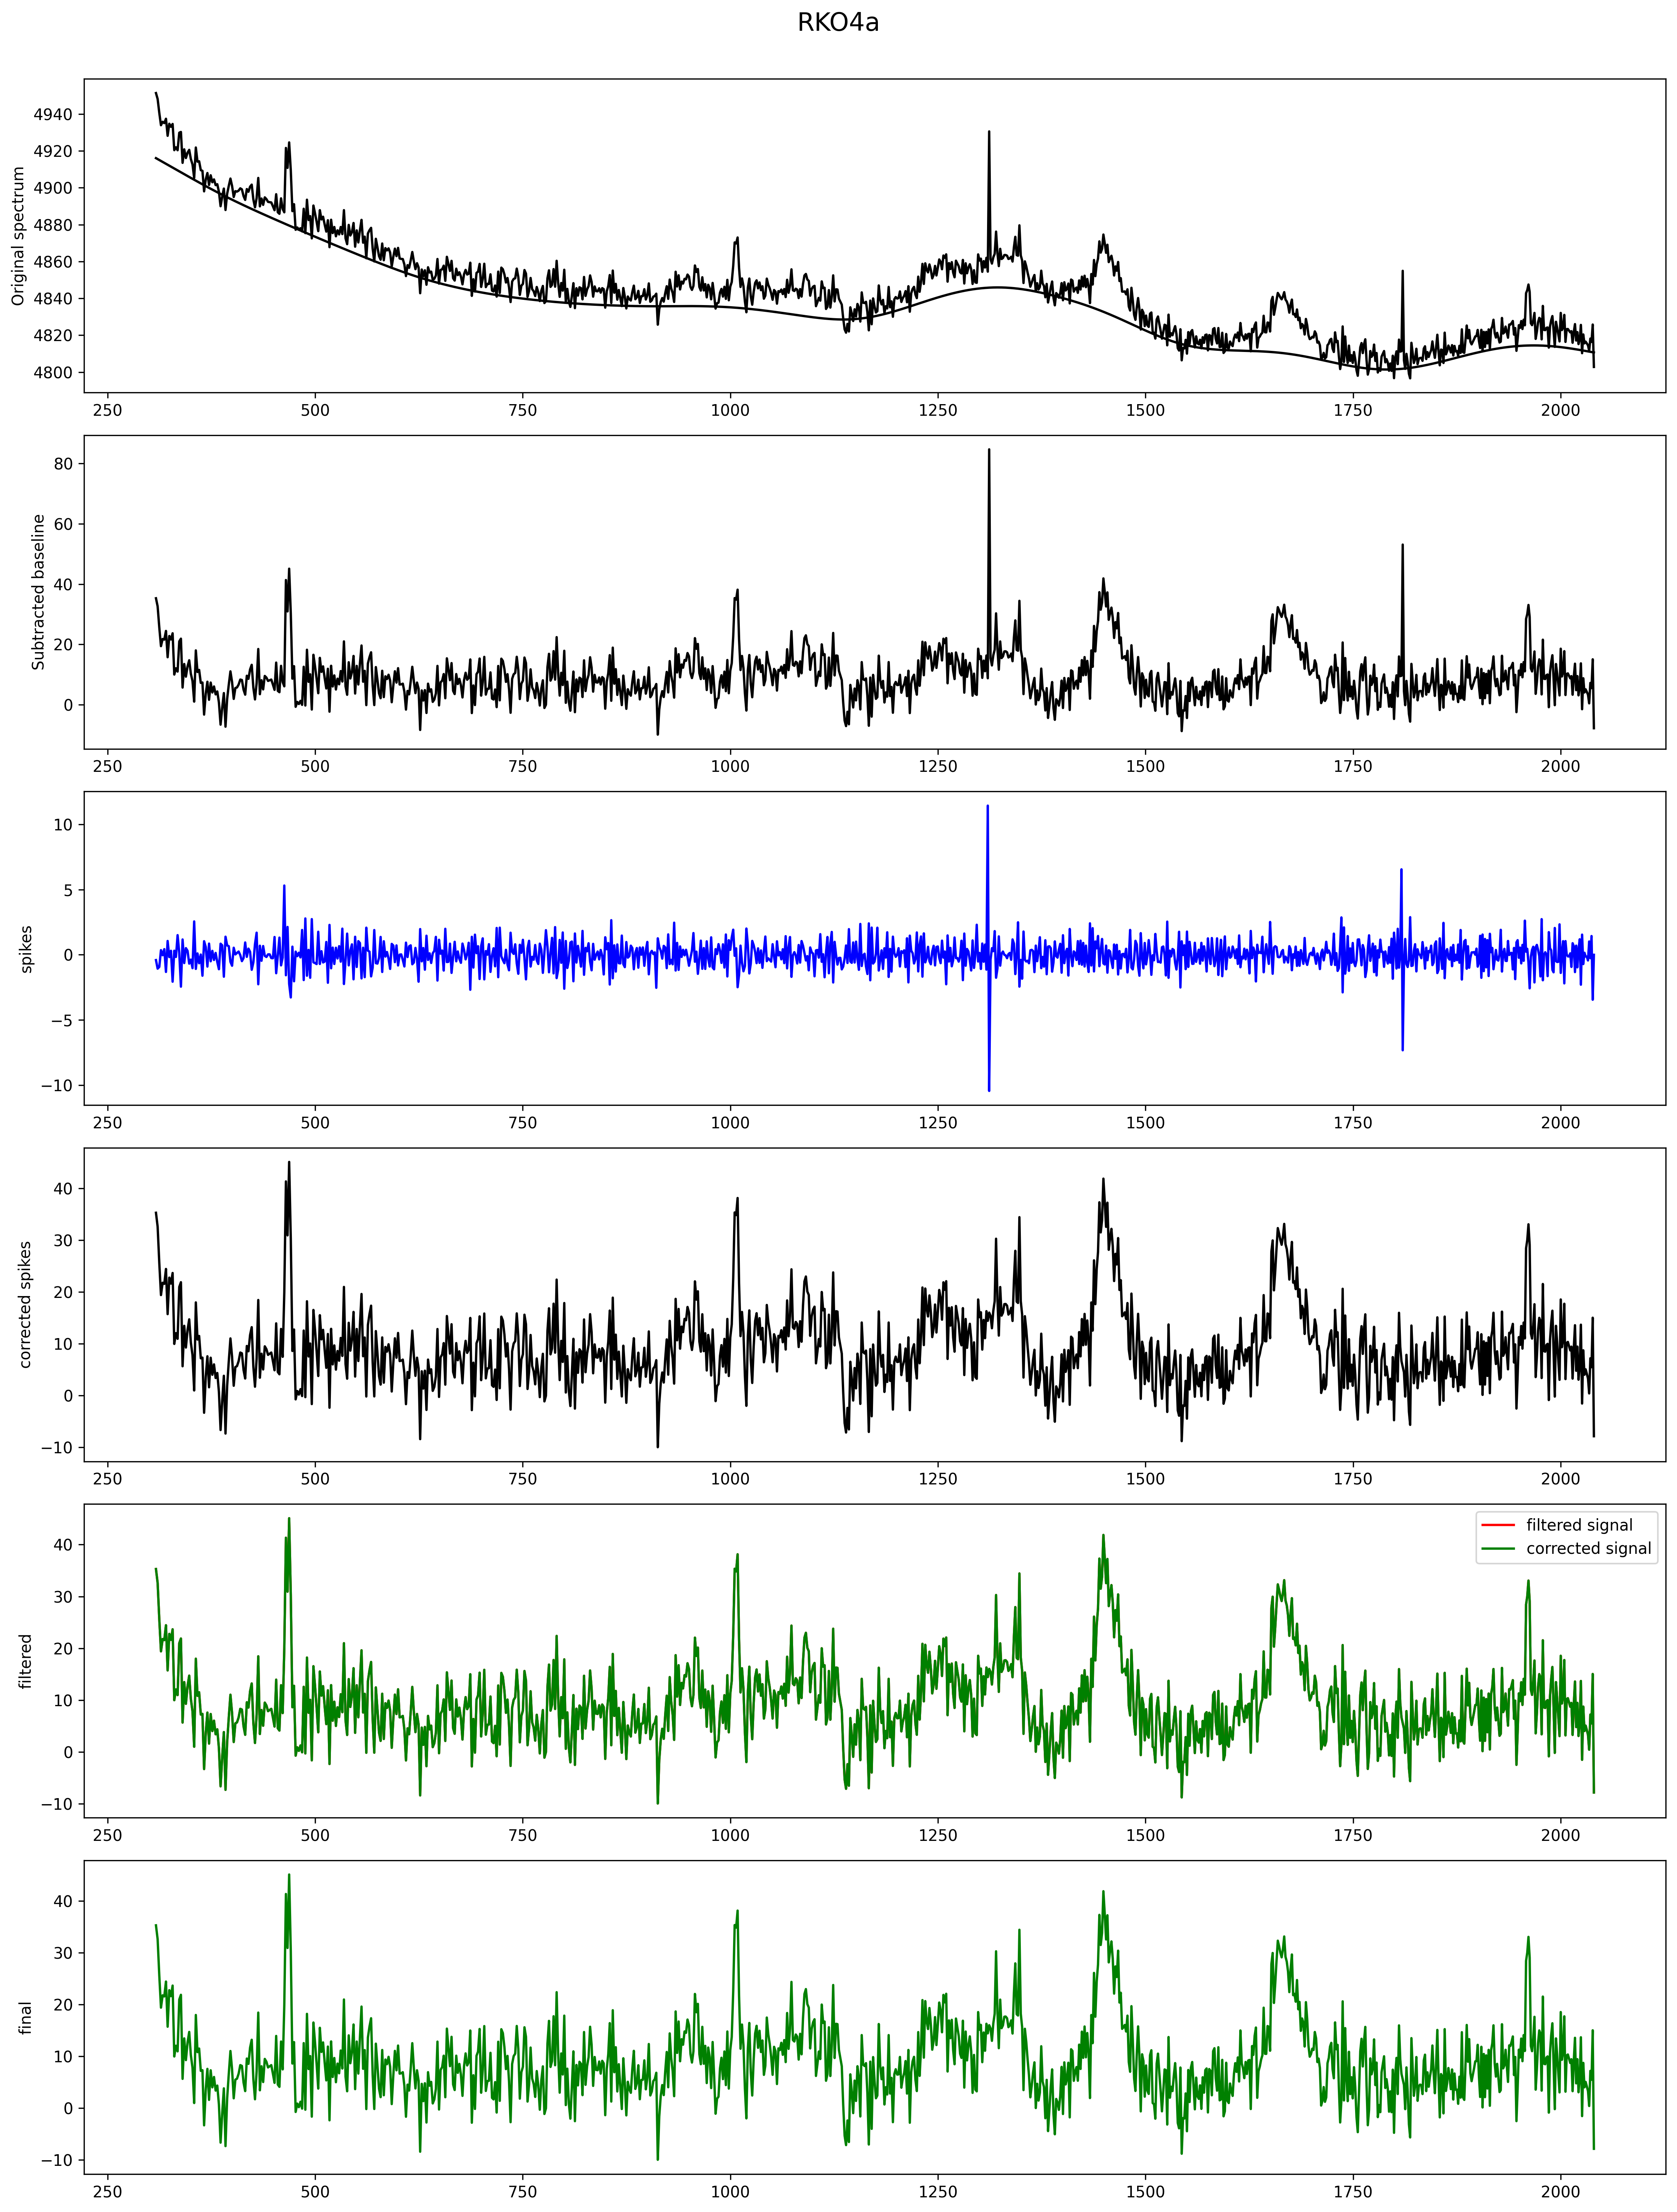 RKO4a
4940
4920
4900
4880
4860
4840
4820
4800
Original spectrum
250 500 750 1000 1250 1500 1750 2000
80
60
40
20
0
Subtracted baseline
250 500 750 1000 1250 1500 1750 2000
10
5
0
−5
−10
spikes
250 500 750 1000 1250 1500 1750 2000
40
30
20
10
0
−10
corrected spikes
250 500 750 1000 1250 1500 1750 2000
filtered signal
corrected signal
40
30
20
10
0
−10
filtered
250 500 750 1000 1250 1500 1750 2000
40
30
20
10
0
−10
final
250 500 750 1000 1250 1500 1750 2000